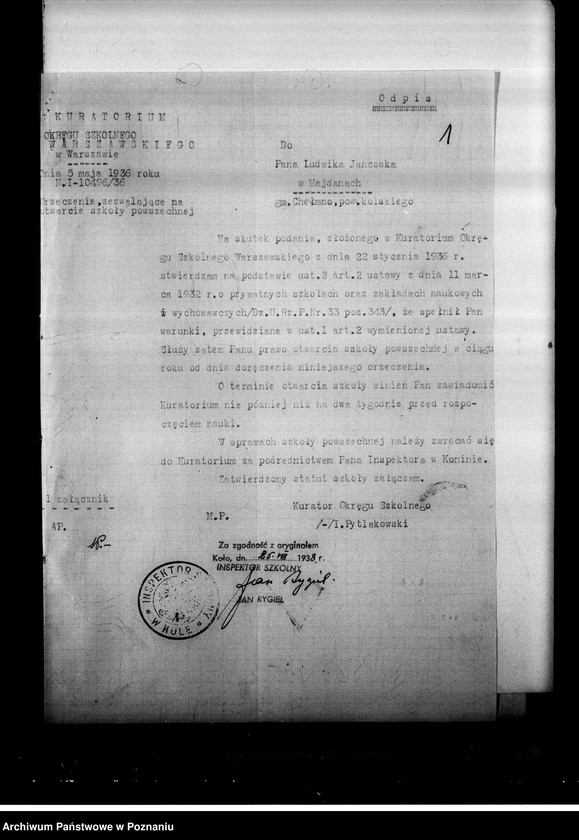 O d p i s
1
K U R A T O R I U M
OKRĘGU SZKOLNEGO
W A R S Z A W S K I E G O
w Warszawie
Dnia 5 maja 1936 roku
N.I-10496/36
Orzeczenie,zezwalające na
otwarcie szkoły powszechnej
Do
Pana Ludwika Janczaka
w Majdanach
gm.Chełmno,pow.kolskiego
Na skutek podania, złożonego w Kuratorium Okrę-
gu Szkolnego Warszawskiego z dnia 22 stycznia 1936 r.
stwierdzam na podstawie ust.2 art.2 ustawy z dnia 11 mar-
ca 1932 r.o prywatnych szkołach oraz zakładach naukowych
i wychowawczych/Dz.U.Rz.P.Nr.33 poz.343/, że spełnił Pan
warunki, przewidziane w ust.1 art.2 wymienionej ustawy.
Służy zatem Panu prawo otwarcia szkoły powszechnej w ciągu
roku od dnia doręczenia niniejszego orzeczenia.
O terminie otwarcia szkoły winien Pan zawiadomić
Kuratorium nie później niż na dwa tygodnie przed rozpo-
częciem nauki.
W sprawach szkoły powszechnej należy zwracać się
do Kuratorium za pośrednictwem Pana Inspektora w Koninie.
Zatwierdzony statut szkoły załączam.
1 załącznik
AP.
M.P.
Kurator Okręgu Szkolnego
/-/I.Pytlakowski
Za zgodność z oryginałem
Koło, dn. 25.VIII 1938 r.
INSPEKTOR SZKOLNY
Jan Rygiel.
JAN RYGIEL
INSPEKTOR
W KOLE
Archiwum Państwowe w Poznaniu